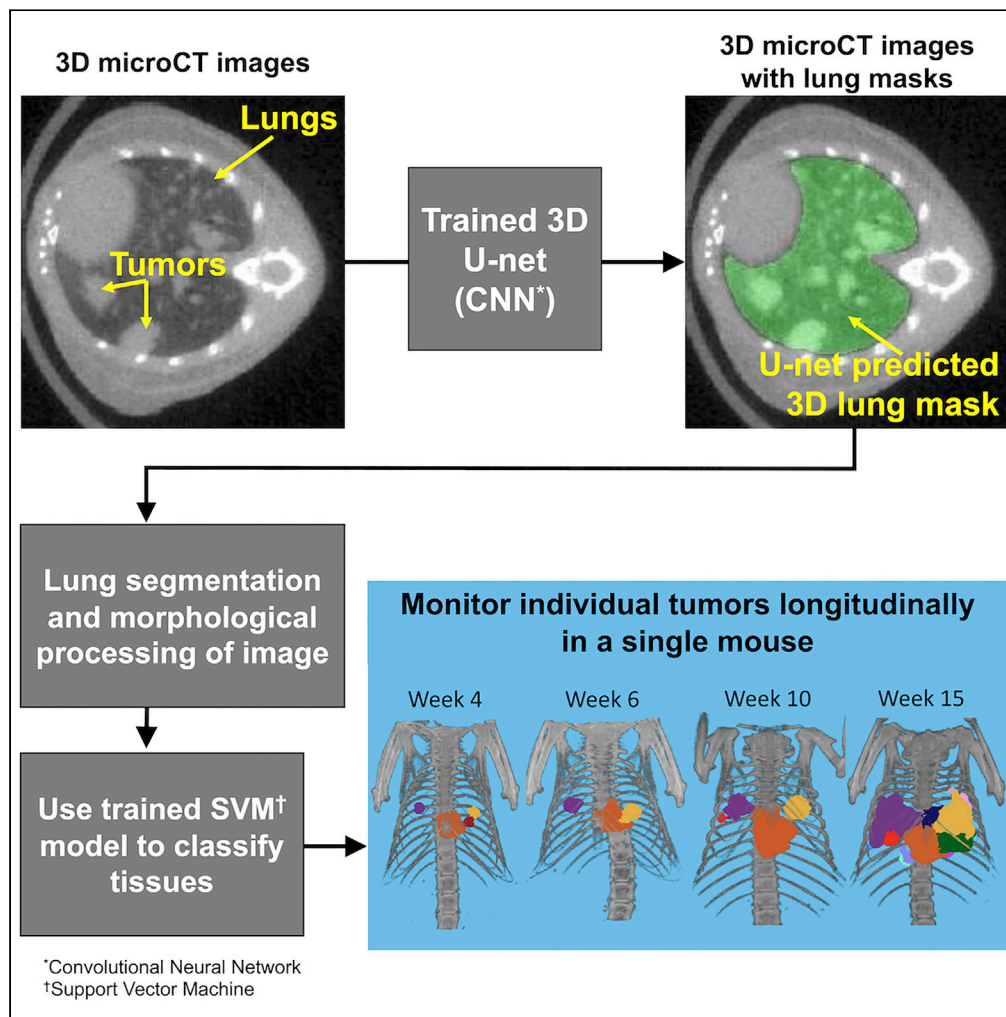 3D microCT images
Lungs
Tumors
Trained 3D
U-net
(CNN*)
3D microCT images
with lung masks
U-net predicted
3D lung mask
Lung segmentation
and morphological
processing of image
Use trained SVM†
model to classify
tissues
Monitor individual tumors longitudinally
in a single mouse
Week 4
Week 6
Week 10
Week 15
*Convolutional Neural Network
†Support Vector Machine